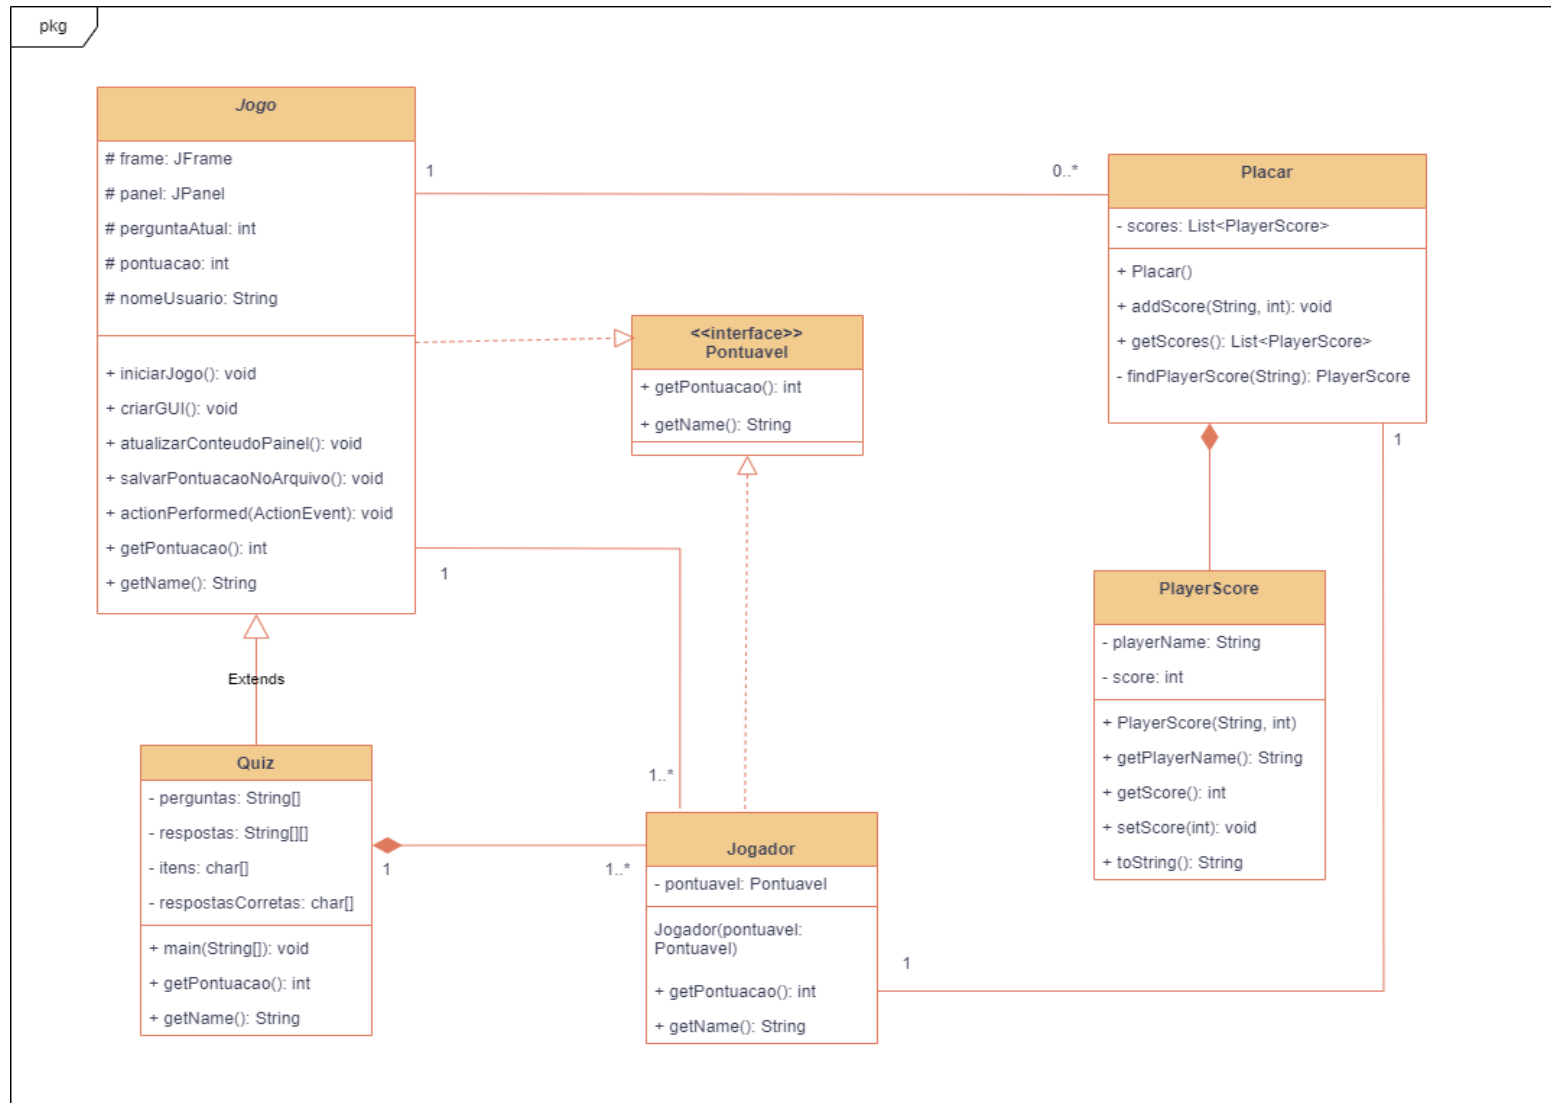 pkg
Jogo
# frame: JFrame
# panel: JPanel
# perguntaAtual: int
# pontuacao: int
# nomeUsuario: String
+ iniciarJogo(): void
+ criarGUI(): void
+ atualizarConteudoPainel(): void
+ salvarPontuacaoNoArquivo(): void
+ actionPerformed(ActionEvent): void
+ getPontuacao(): int
+ getName(): String
1
0..*
Placar
- scores: List<PlayerScore>
+ Placar()
+ addScore(String, int): void
+ getScores(): List<PlayerScore>
- findPlayerScore(String): PlayerScore
<<interface>>
Pontuavel
+ getPontuacao(): int
+ getName(): String
1
1
1..*
Extends
PlayerScore
- playerName: String
- score: int
+ PlayerScore(String, int)
+ getPlayerName(): String
+ getScore(): int
+ setScore(int): void
+ toString(): String
Quiz
- perguntas: String[]
- respostas: String[][]
- itens: char[]
- respostasCorretas: char[]
+ main(String[]): void
+ getPontuacao(): int
+ getName(): String
1
1..*
Jogador
- pontuavel: Pontuavel
Jogador(pontuavel:
Pontuavel)
+ getPontuacao(): int
+ getName(): String
1